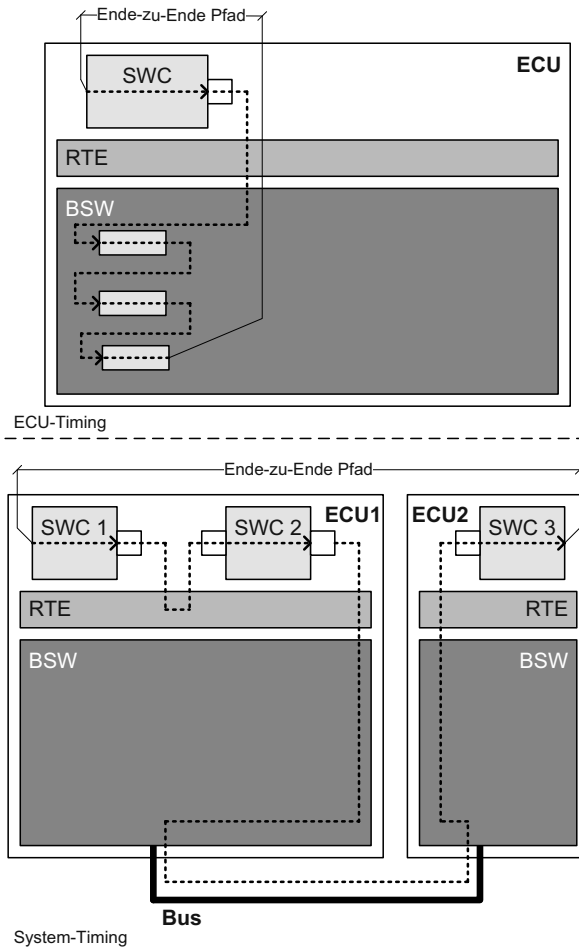 Ende-zu-Ende Pfad
SWC
ECU
RTE
BSW
ECU-Timing
Ende-zu-Ende Pfad
SWC 1
SWC 2
ECU1
ECU2
SWC 3
RTE
RTE
BSW
BSW
Bus
System-Timing